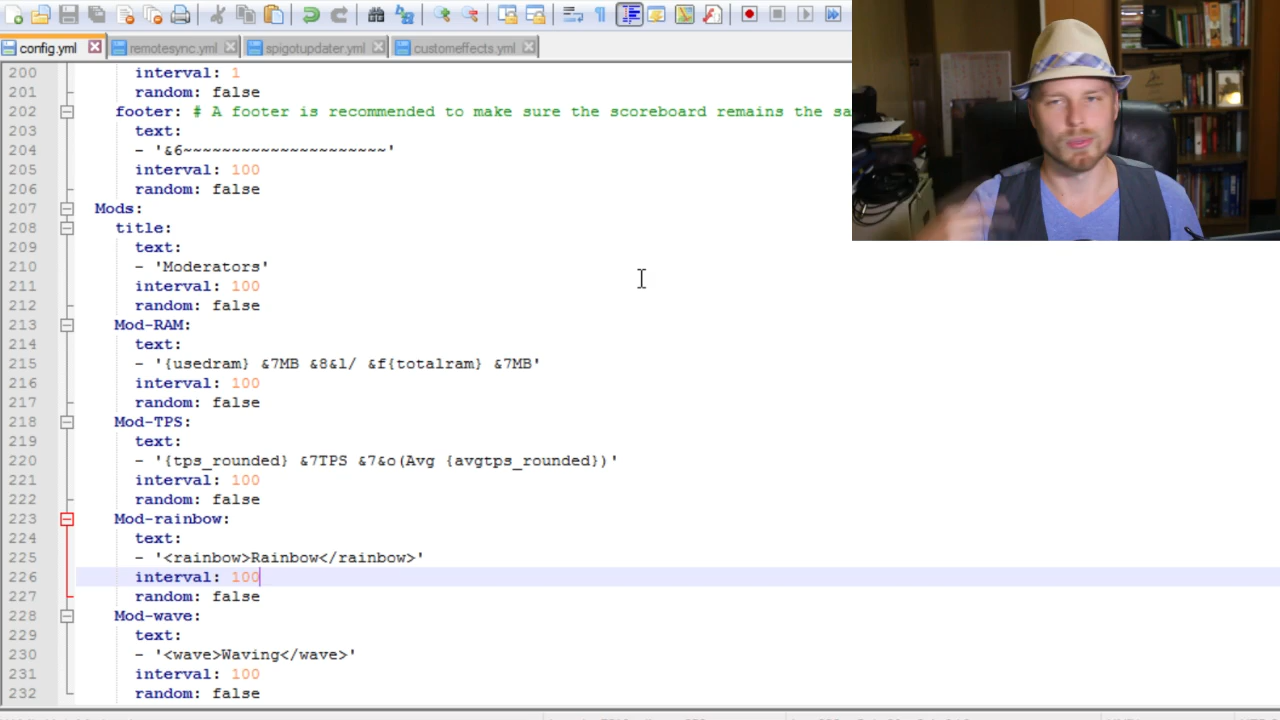 config.yml remotesync.yml spigotupdater.yml customeffects.yml
200 interval: 1
201 random: false
202 footer: # A footer is recommended to make sure the scoreboard remains the sa
203 text:
204 - '&6~~~~~~~~~~~~~~~~~~~~~'
205 interval: 100
206 random: false
207 Mods:
208 title:
209 text:
210 - 'Moderators'
211 interval: 100
212 random: false
213 Mod-RAM:
214 text:
215 - '{usedram} &7MB &8&l/ &f{totalram} &7MB'
216 interval: 100
217 random: false
218 Mod-TPS:
219 text:
220 - '{tps_rounded} &7TPS &7&o(Avg {avgtps_rounded})'
221 interval: 100
222 random: false
223 Mod-rainbow:
224 text:
225 - '<rainbow>Rainbow</rainbow>'
226 interval: 100
227 random: false
228 Mod-wave:
229 text:
230 - '<wave>Waving</wave>'
231 interval: 100
232 random: false